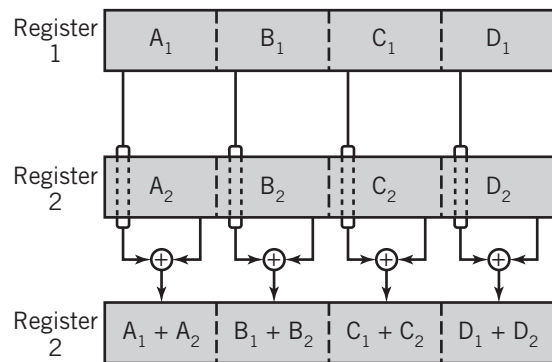 Register 1
A₁ B₁ C₁ D₁
Register 2
A₂ B₂ C₂ D₂
+ + + +
Register 2
A₁ + A₂ B₁ + B₂ C₁ + C₂ D₁ + D₂